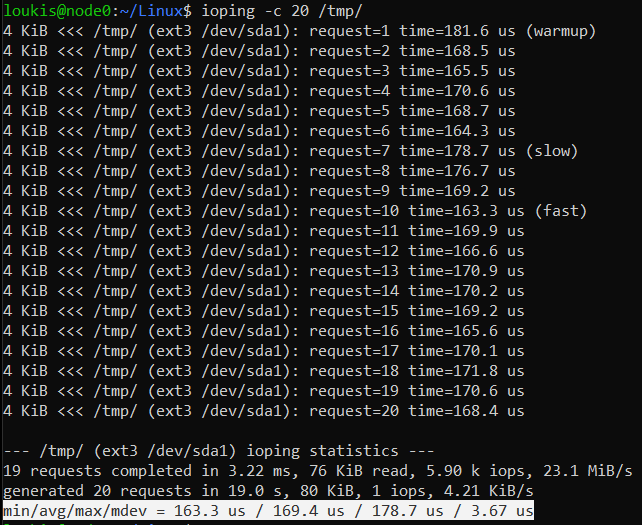 loukis@node0:~/Linux$ ioping -c 20 /tmp/
4 KiB <<< /tmp/ (ext3 /dev/sda1): request=1 time=181.6 us (warmup)
4 KiB <<< /tmp/ (ext3 /dev/sda1): request=2 time=168.5 us
4 KiB <<< /tmp/ (ext3 /dev/sda1): request=3 time=165.5 us
4 KiB <<< /tmp/ (ext3 /dev/sda1): request=4 time=170.6 us
4 KiB <<< /tmp/ (ext3 /dev/sda1): request=5 time=168.7 us
4 KiB <<< /tmp/ (ext3 /dev/sda1): request=6 time=164.3 us
4 KiB <<< /tmp/ (ext3 /dev/sda1): request=7 time=178.7 us (slow)
4 KiB <<< /tmp/ (ext3 /dev/sda1): request=8 time=176.7 us
4 KiB <<< /tmp/ (ext3 /dev/sda1): request=9 time=169.2 us
4 KiB <<< /tmp/ (ext3 /dev/sda1): request=10 time=163.3 us (fast)
4 KiB <<< /tmp/ (ext3 /dev/sda1): request=11 time=169.9 us
4 KiB <<< /tmp/ (ext3 /dev/sda1): request=12 time=166.6 us
4 KiB <<< /tmp/ (ext3 /dev/sda1): request=13 time=170.9 us
4 KiB <<< /tmp/ (ext3 /dev/sda1): request=14 time=170.2 us
4 KiB <<< /tmp/ (ext3 /dev/sda1): request=15 time=169.2 us
4 KiB <<< /tmp/ (ext3 /dev/sda1): request=16 time=165.6 us
4 KiB <<< /tmp/ (ext3 /dev/sda1): request=17 time=170.1 us
4 KiB <<< /tmp/ (ext3 /dev/sda1): request=18 time=171.8 us
4 KiB <<< /tmp/ (ext3 /dev/sda1): request=19 time=170.6 us
4 KiB <<< /tmp/ (ext3 /dev/sda1): request=20 time=168.4 us
--- /tmp/ (ext3 /dev/sda1) ioping statistics ---
19 requests completed in 3.22 ms, 76 KiB read, 5.90 k iops, 23.1 MiB/s
generated 20 requests in 19.0 s, 80 KiB, 1 iops, 4.21 KiB/s
min/avg/max/mdev = 163.3 us / 169.4 us / 178.7 us / 3.67 us